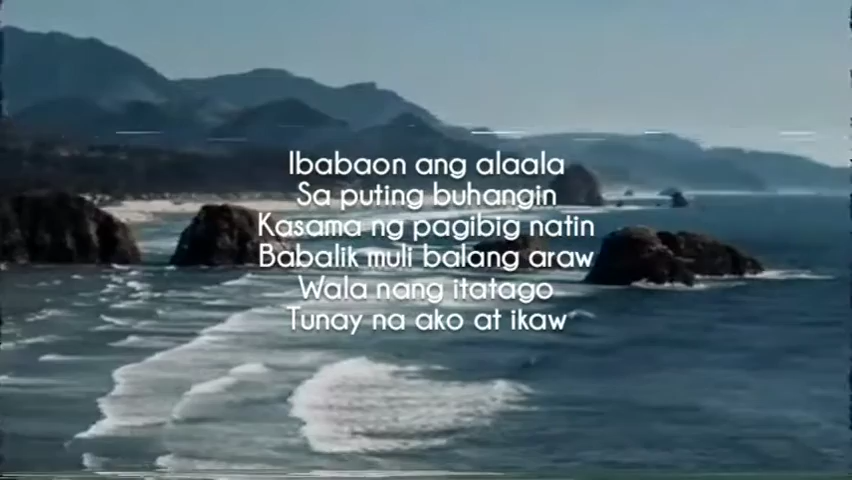 Ibabaon ang alaala
Sa puting buhangin
Kasama ng pagibig natin
Babalik muli balang araw
Wala nang itatago
Tunay na ako at ikaw